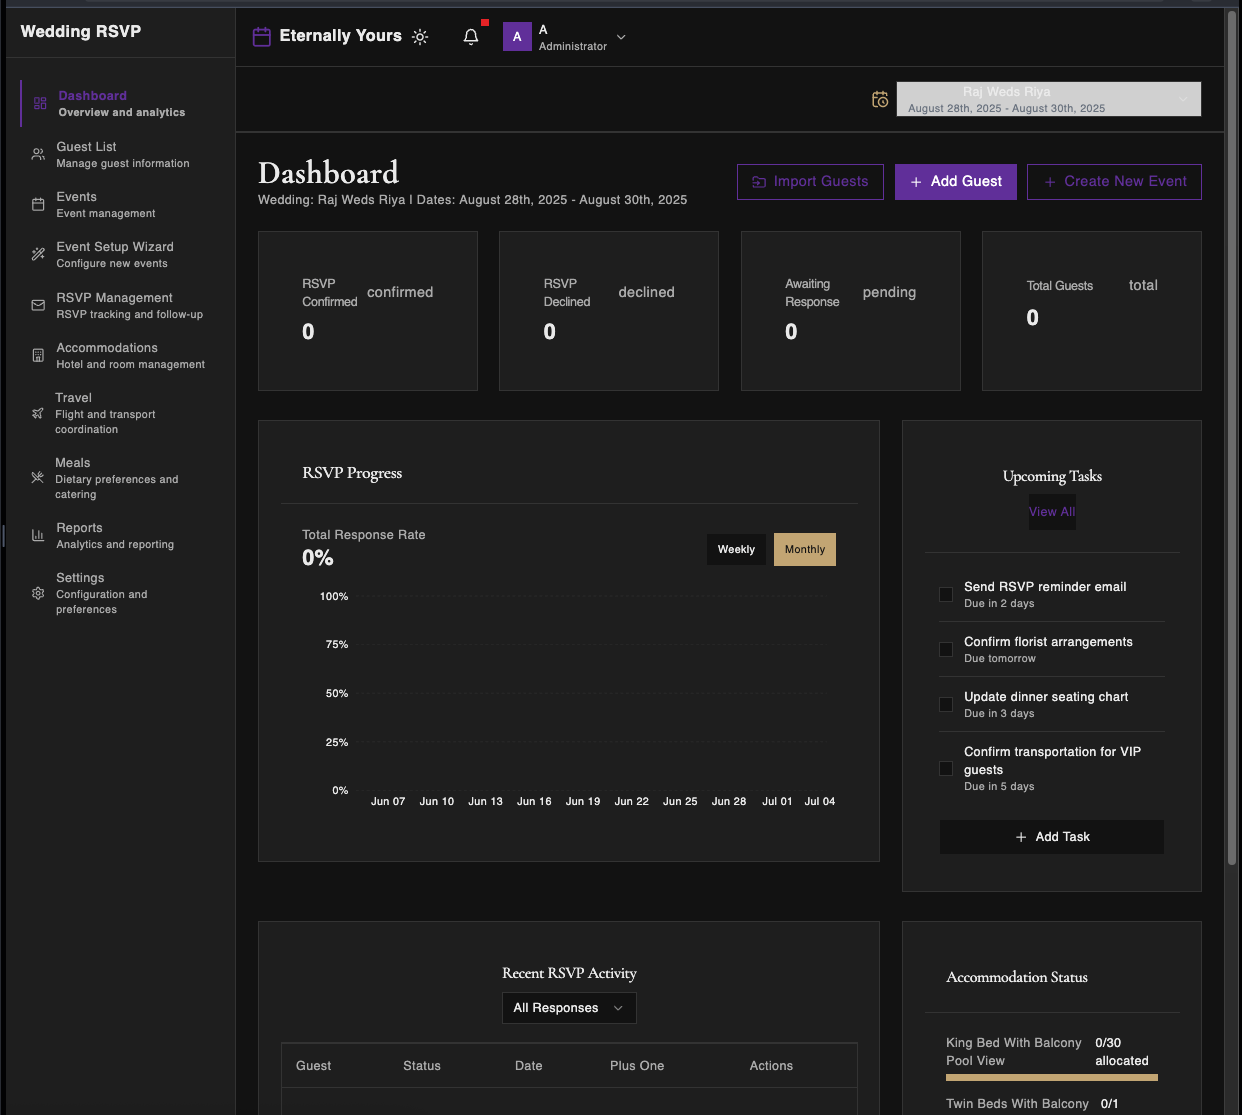 Wedding RSVP
Eternally Yours
A
A
Administrator
Dashboard
Overview and analytics
Guest List
Manage guest information
Events
Event management
Event Setup Wizard
Configure new events
RSVP Management
RSVP tracking and follow-up
Accommodations
Hotel and room management
Travel
Flight and transport
coordination
Meals
Dietary preferences and
catering
Reports
Analytics and reporting
Settings
Configuration and
preferences
Raj Weds Riya
August 28th, 2025 - August 30th, 2025
Dashboard
Wedding: Raj Weds Riya I Dates: August 28th, 2025 - August 30th, 2025
Import Guests
+ Add Guest
+ Create New Event
RSVP
Confirmed
confirmed
0
RSVP
Declined
declined
0
Awaiting
Response
pending
0
Total Guests
total
0
RSVP Progress
Total Response Rate
0%
Weekly
Monthly
100%
75%
50%
25%
0%
Jun 07 Jun 10 Jun 13 Jun 16 Jun 19 Jun 22 Jun 25 Jun 28 Jul 01 Jul 04
Upcoming Tasks
View All
Send RSVP reminder email
Due in 2 days
Confirm florist arrangements
Due tomorrow
Update dinner seating chart
Due in 3 days
Confirm transportation for VIP
guests
Due in 5 days
+ Add Task
Recent RSVP Activity
All Responses
Guest Status Date Plus One Actions
Accommodation Status
King Bed With Balcony
Pool View
0/30
allocated
Twin Beds With Balcony 0/1